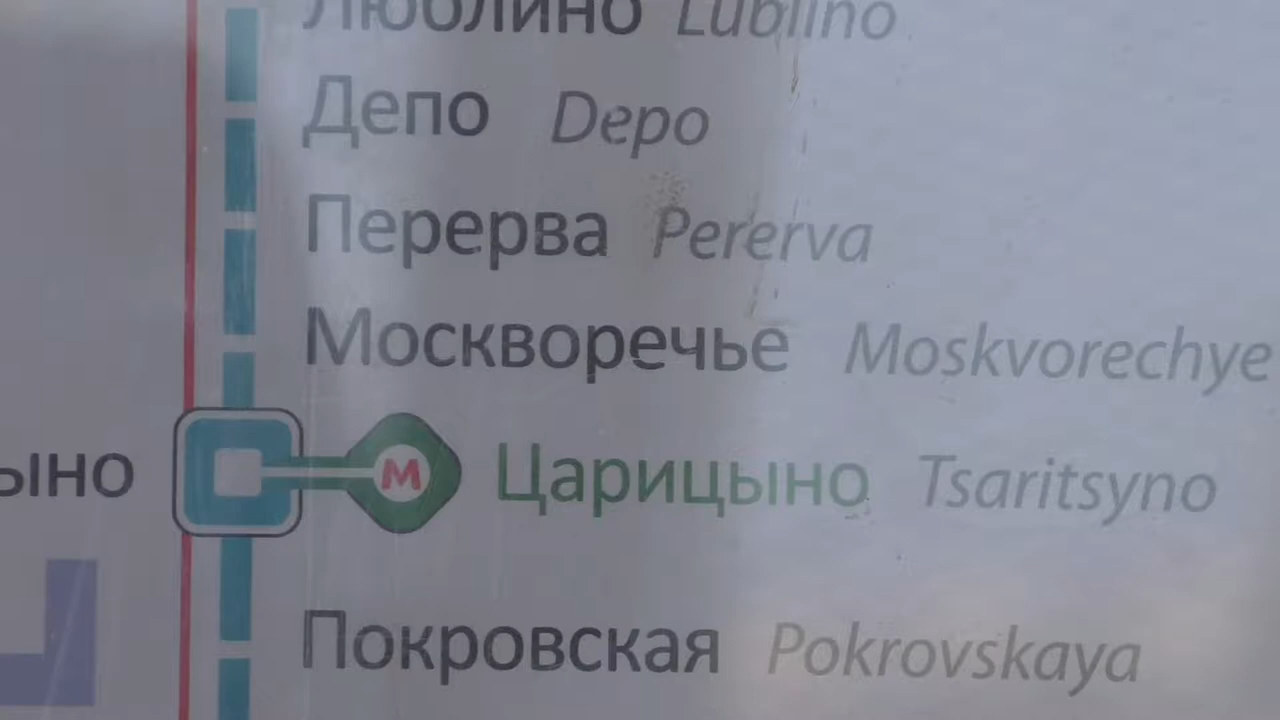 Люблино Lublino
Депо Depo
Перерва Pererva
Москворечье Moskvorechye
ыно М Царицыно Tsaritsyno
Покровская Pokrovskaya